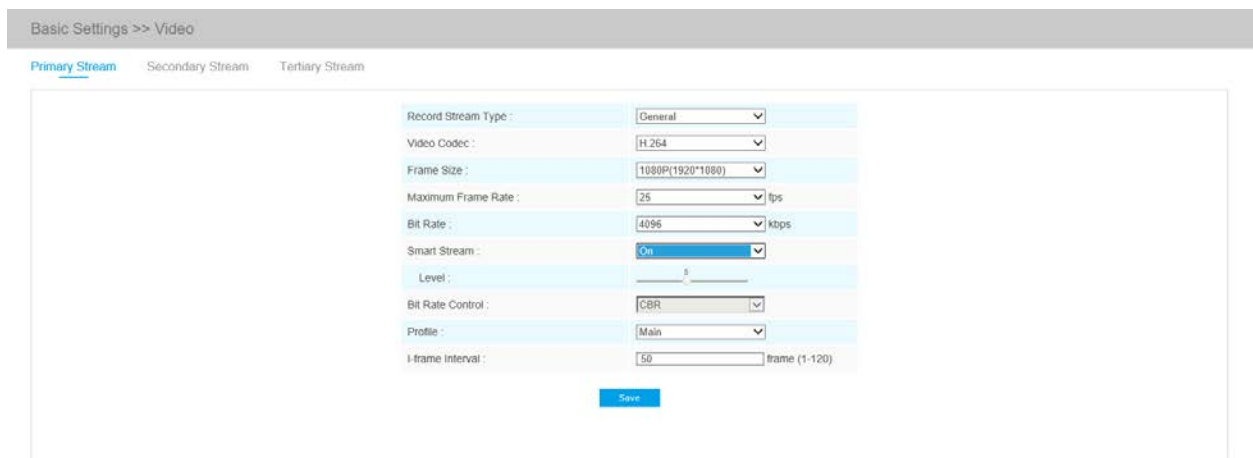 Basic Settings >> Video
Primary Stream Secondary Stream Tertiary Stream
Record Stream Type : General
Video Codec : H.264
Frame Size : 1080P(1920*1080)
Maximum Frame Rate : 25 fps
Bit Rate : 4096 kbps
Smart Stream : On
Level : 5
Bit Rate Control : CBR
Profile : Main
I-frame Interval : 50 frame (1-120)
Save